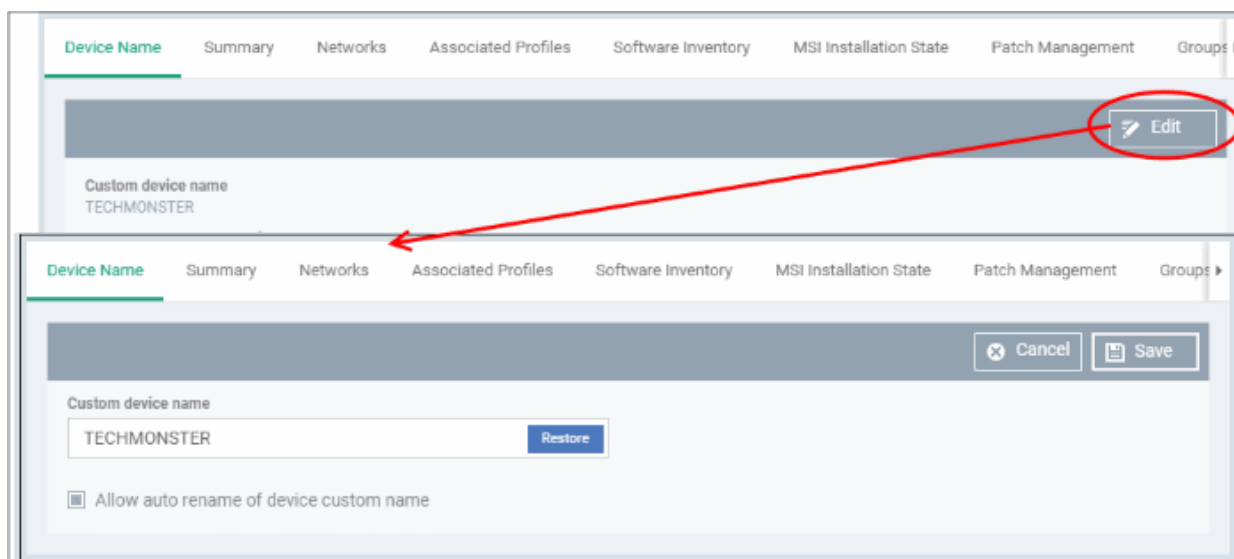 Device Name Summary Networks Associated Profiles Software Inventory MSI Installation State Patch Management Groups
Edit
Custom device name
TECHMONSTER
Device Name Summary Networks Associated Profiles Software Inventory MSI Installation State Patch Management Groups
Cancel Save
Custom device name
TECHMONSTER Restore
Allow auto rename of device custom name